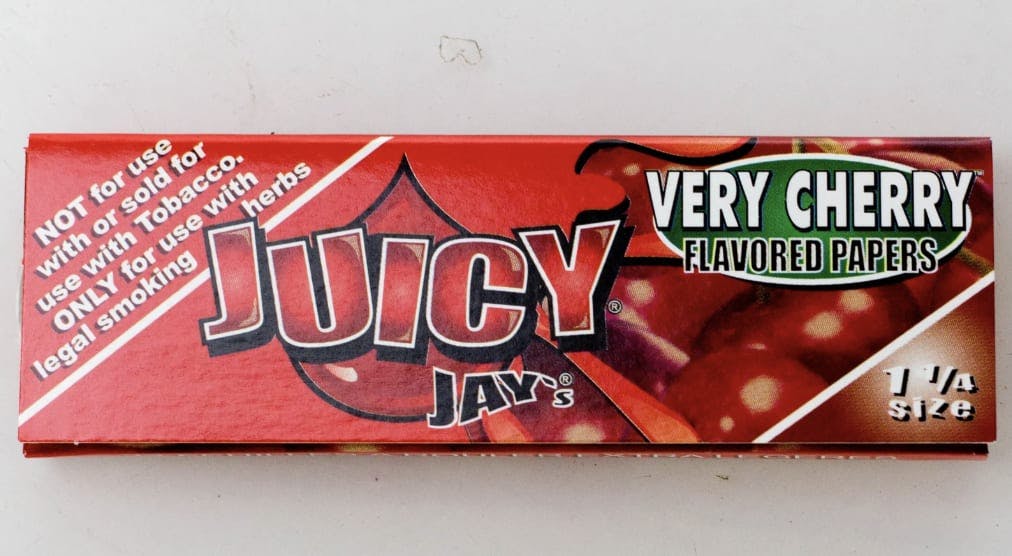 NOT for use
with or sold for
use with Tobacco.
ONLY for use with
legal smoking herbs
JUICY®
JAY's®
VERY CHERRY™
FLAVORED PAPERS
1 1/4
size